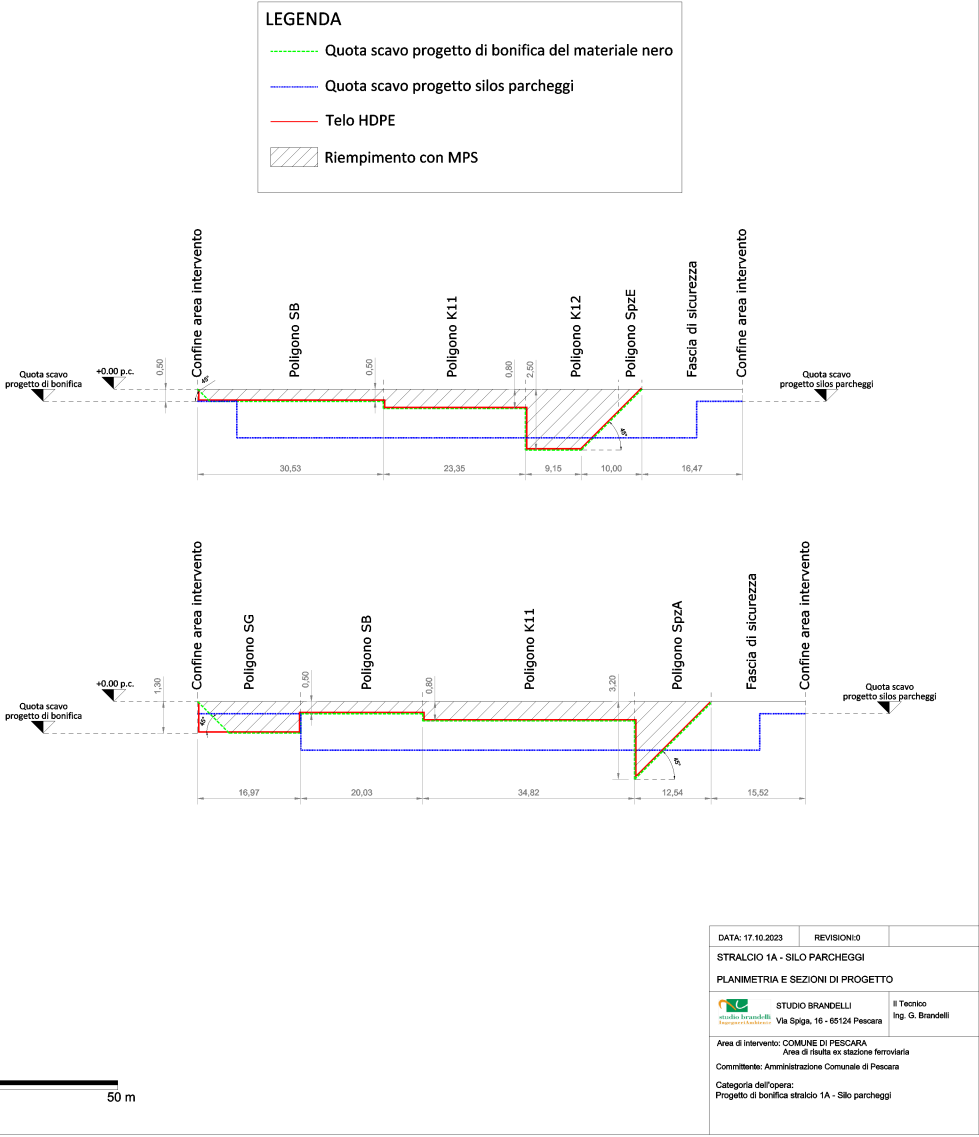 LEGENDA
Quota scavo progetto di bonifica del materiale nero
Quota scavo progetto silos parcheggi
Telo HDPE
Riempimento con MPS
Confine area intervento
Poligono SB
Poligono K11
Poligono K12
Poligono SpzE
Fascia di sicurezza
Confine area intervento
Quota scavo
progetto di bonifica
+0.00 p.c.
0,50
45°
0,50
0,80
2,50
45°
Quota scavo
progetto silos parcheggi
30,53
23,35
9,15
10,00
16,47
Confine area intervento
Poligono SG
Poligono SB
Poligono K11
Poligono SpzA
Fascia di sicurezza
Confine area intervento
Quota scavo
progetto di bonifica
+0.00 p.c.
1,30
45°
0,50
0,80
3,20
45°
Quota scavo
progetto silos parcheggi
16,97
20,03
34,82
12,54
15,52
50 m
DATA: 17.10.2023
REVISIONI:0
STRALCIO 1A - SILO PARCHEGGI
PLANIMETRIA E SEZIONI DI PROGETTO
studio brandelli
IngegneriAmbiente
STUDIO BRANDELLI
Via Spiga, 16 - 65124 Pescara
Il Tecnico
Ing. G. Brandelli
Area di intervento: COMUNE DI PESCARA
Area di risulta ex stazione ferroviaria
Committente: Amministrazione Comunale di Pescara
Categoria dell'opera:
Progetto di bonifica stralcio 1A - Silo parcheggi